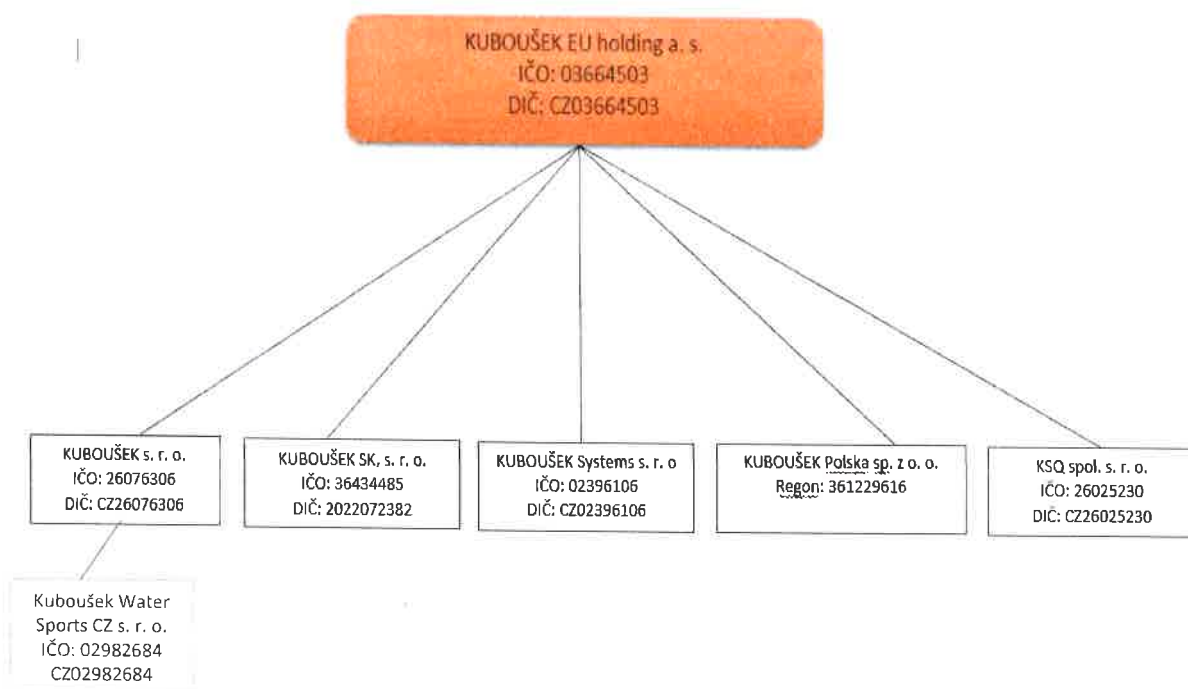 KUBOUŠEK EU holding a. s.
IČO: 03664503
DIČ: CZ03664503
KUBOUŠEK s. r. o.
IČO: 26076306
DIČ: CZ26076306
KUBOUŠEK SK, s. r. o.
IČO: 36434485
DIČ: 2022072382
KUBOUŠEK Systems s. r. o
IČO: 02396106
DIČ: CZ02396106
KUBOUŠEK Polska sp. z o. o.
Regon: 361229616
KSQ spol. s. r. o.
IČO: 26025230
DIČ: CZ26025230
Kuboušek Water
Sports CZ s. r. o.
IČO: 02982684
CZ02982684